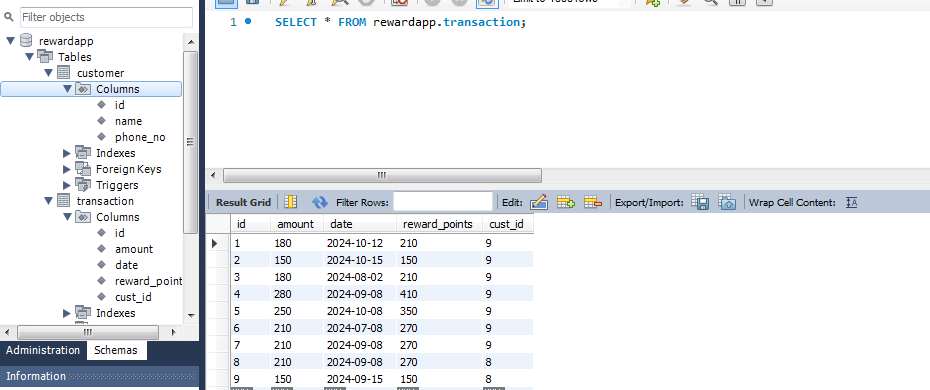 Filter objects
rewardapp
Tables
customer
Columns
id
name
phone_no
Indexes
Foreign Keys
Triggers
transaction
Columns
id
amount
date
reward_point
cust_id
Indexes
Administration Schemas
Information
1 SELECT * FROM rewardapp.transaction;
Result Grid Filter Rows: Edit: Export/Import: Wrap Cell Content:
id amount date reward_points cust_id
1 180 2024-10-12 210 9
2 150 2024-10-15 150 9
3 180 2024-08-02 210 9
4 280 2024-09-08 410 9
5 250 2024-10-08 350 9
6 210 2024-07-08 270 9
7 210 2024-09-08 270 9
8 210 2024-09-08 270 8
9 150 2024-09-15 150 8